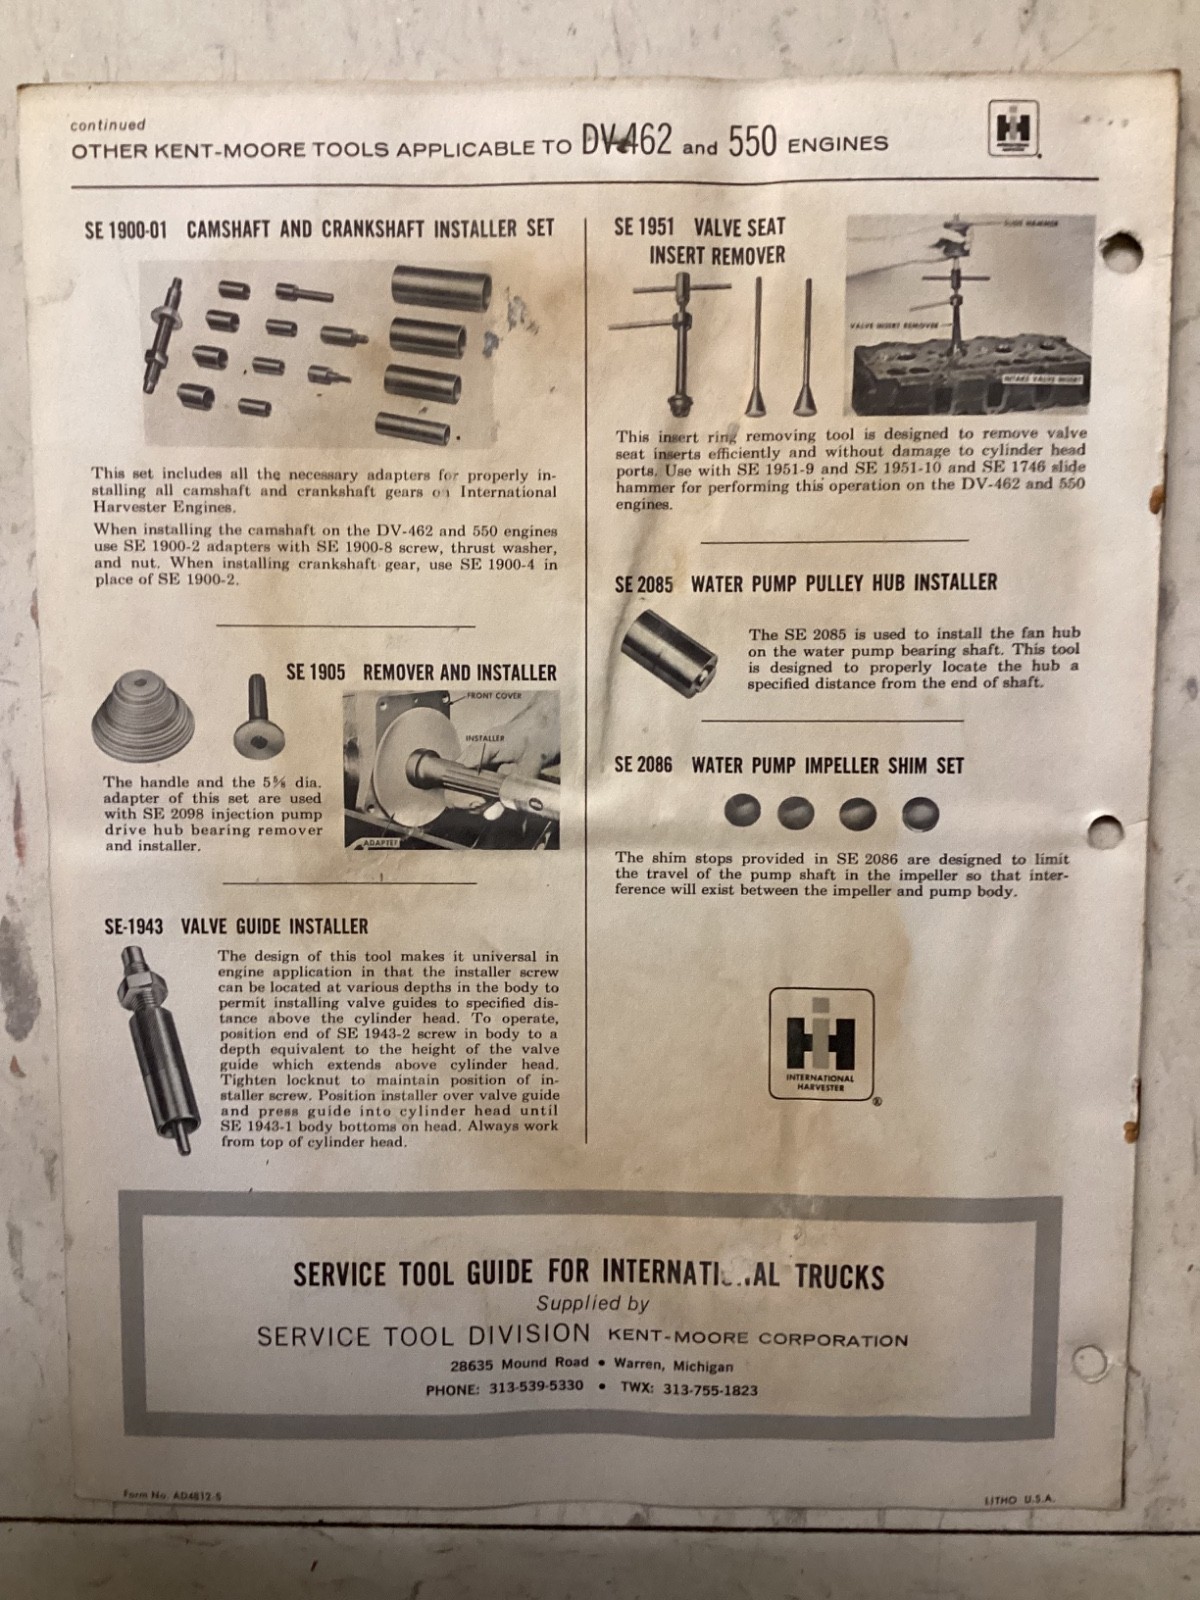 continued
OTHER KENT-MOORE TOOLS APPLICABLE TO DV-462 and 550 ENGINES
SE 1900-01 CAMSHAFT AND CRANKSHAFT INSTALLER SET
This set includes all the necessary adapters for properly in-
stalling all camshaft and crankshaft gears on International
Harvester Engines.
When installing the camshaft on the DV-462 and 550 engines
use SE 1900-2 adapters with SE 1900-8 screw, thrust washer,
and nut. When installing crankshaft gear, use SE 1900-4 in
place of SE 1900-2.
SE 1905 REMOVER AND INSTALLER
FRONT COVER
INSTALLER
ADAPTER
The handle and the dia.
adapter of this set are used
with SE 2098 injection pump
drive hub bearing remover
and installer.
SE-1943 VALVE GUIDE INSTALLER
The design of this tool makes it universal in
engine application in that the installer screw
can be located at various depths in the body to
permit installing valve guides to specified dis-
tance above the cylinder head. To operate,
position end of SE 1943-2 screw in body to a
depth equivalent to the height of the valve
guide which extends above cylinder head.
Tighten locknut to maintain position of in-
staller screw. Position installer over valve guide
and press guide into cylinder head until
SE 1943-1 body bottoms on head. Always work
from top of cylinder head.
SE 1951 VALVE SEAT
INSERT REMOVER
SLIDE HAMMER
VALVE INSERT REMOVER
INTAKE VALVE INSERT
This insert ring removing tool is designed to remove valve
seat inserts efficiently and without damage to cylinder head
ports. Use with SE 1951-9 and SE 1951-10 and SE 1746 slide
hammer for performing this operation on the DV-462 and 550
engines.
SE 2085 WATER PUMP PULLEY HUB INSTALLER
The SE 2085 is used to install the fan hub
on the water pump bearing shaft. This tool
is designed to properly locate the hub a
specified distance from the end of shaft.
SE 2086 WATER PUMP IMPELLER SHIM SET
The shim stops provided in SE 2086 are designed to limit
the travel of the pump shaft in the impeller so that inter-
ference will exist between the impeller and pump body.
INTERNATIONAL
HARVESTER
®
SERVICE TOOL GUIDE FOR INTERNATIONAL TRUCKS
Supplied by
SERVICE TOOL DIVISION KENT-MOORE CORPORATION
28635 Mound Road • Warren, Michigan
PHONE: 313-539-5330 • TWX: 313-755-1823
Form No. AD4812-5
LITHO U.S.A.